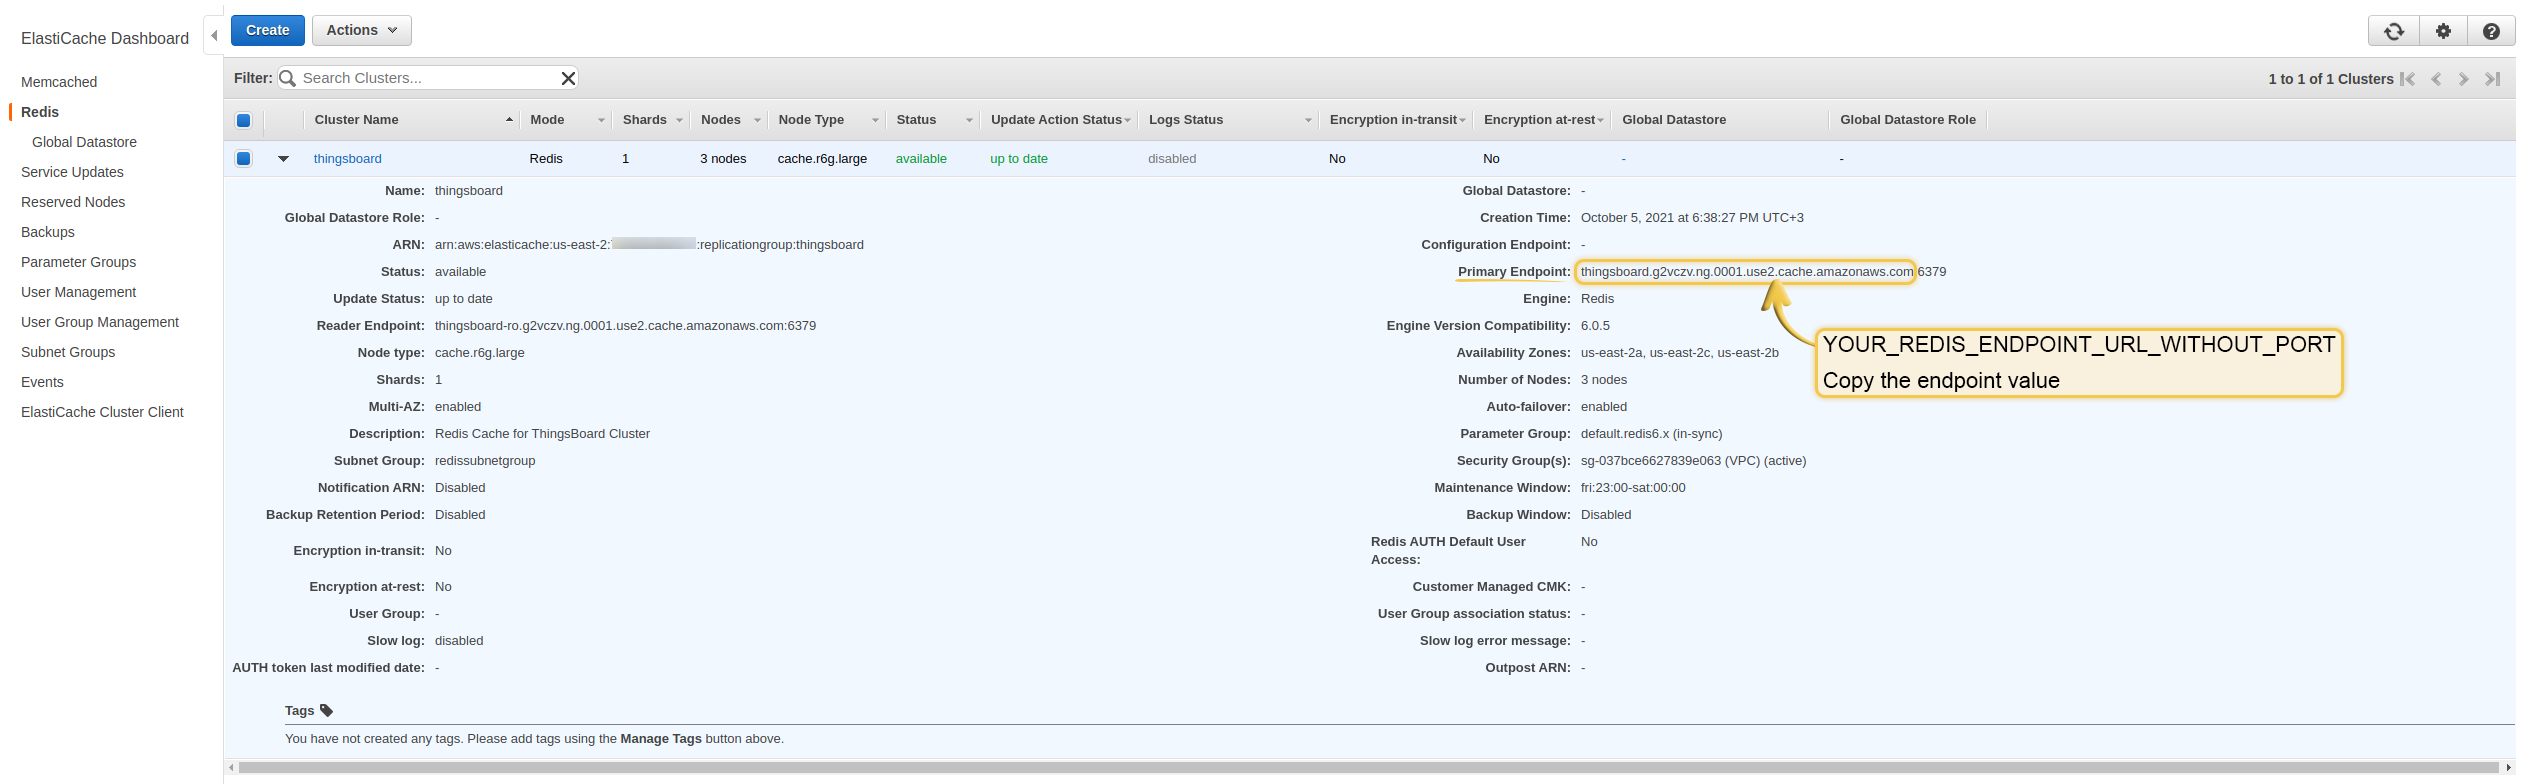 ElastiCache Dashboard
Memcached
Redis
Global Datastore
Service Updates
Reserved Nodes
Backups
Parameter Groups
User Management
User Group Management
Subnet Groups
Events
ElastiCache Cluster Client
Create Actions
Filter: Search Clusters... 1 to 1 of 1 Clusters
Cluster Name Mode Shards Nodes Node Type Status Update Action Status Logs Status Encryption in-transit Encryption at-rest Global Datastore Global Datastore Role
thingsboard Redis 1 3 nodes cache.r6g.large available up to date disabled No No - -
Name: thingsboard
Global Datastore Role: -
ARN: arn:aws:elasticache:us-east-2: :replicationgroup:thingsboard
Status: available
Update Status: up to date
Reader Endpoint: thingsboard-ro.g2vczv.ng.0001.use2.cache.amazonaws.com:6379
Node type: cache.r6g.large
Shards: 1
Multi-AZ: enabled
Description: Redis Cache for ThingsBoard Cluster
Subnet Group: redissubnetgroup
Notification ARN: Disabled
Backup Retention Period: Disabled
Encryption in-transit: No
Encryption at-rest: No
User Group: -
Slow log: disabled
AUTH token last modified date: -
Global Datastore: -
Creation Time: October 5, 2021 at 6:38:27 PM UTC+3
Configuration Endpoint: -
Primary Endpoint: thingsboard.g2vczv.ng.0001.use2.cache.amazonaws.com:6379
Engine: Redis
Engine Version Compatibility: 6.0.5
Availability Zones: us-east-2a, us-east-2c, us-east-2b
Number of Nodes: 3 nodes
Auto-failover: enabled
Parameter Group: default.redis6.x (in-sync)
Security Group(s): sg-037bce6627839e063 (VPC) (active)
Maintenance Window: fri:23:00-sat:00:00
Backup Window: Disabled
Redis AUTH Default User No
Access:
Customer Managed CMK: -
User Group association status: -
Slow log error message: -
Outpost ARN: -
YOUR_REDIS_ENDPOINT_URL_WITHOUT_PORT
Copy the endpoint value
Tags
You have not created any tags. Please add tags using the Manage Tags button above.